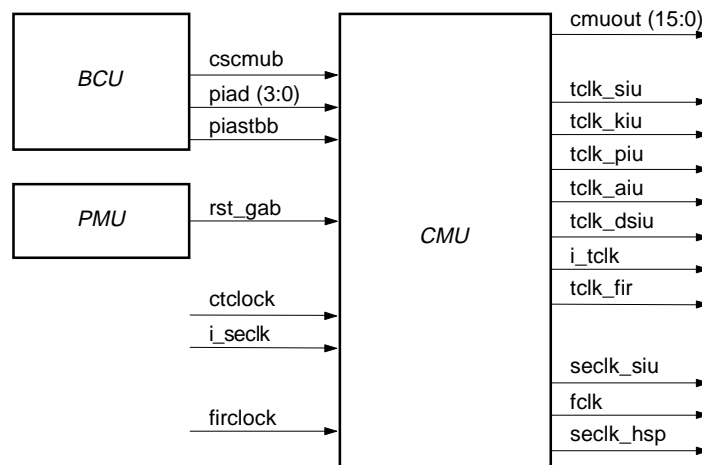 BCU
cscmub
piad (3:0)
piastbb
PMU
rst_gab
ctclock
i_seclk
firclock
CMU
cmuout (15:0)
tclk_siu
tclk_kiu
tclk_piu
tclk_aiu
tclk_dsiu
i_tclk
tclk_fir
seclk_siu
fclk
seclk_hsp